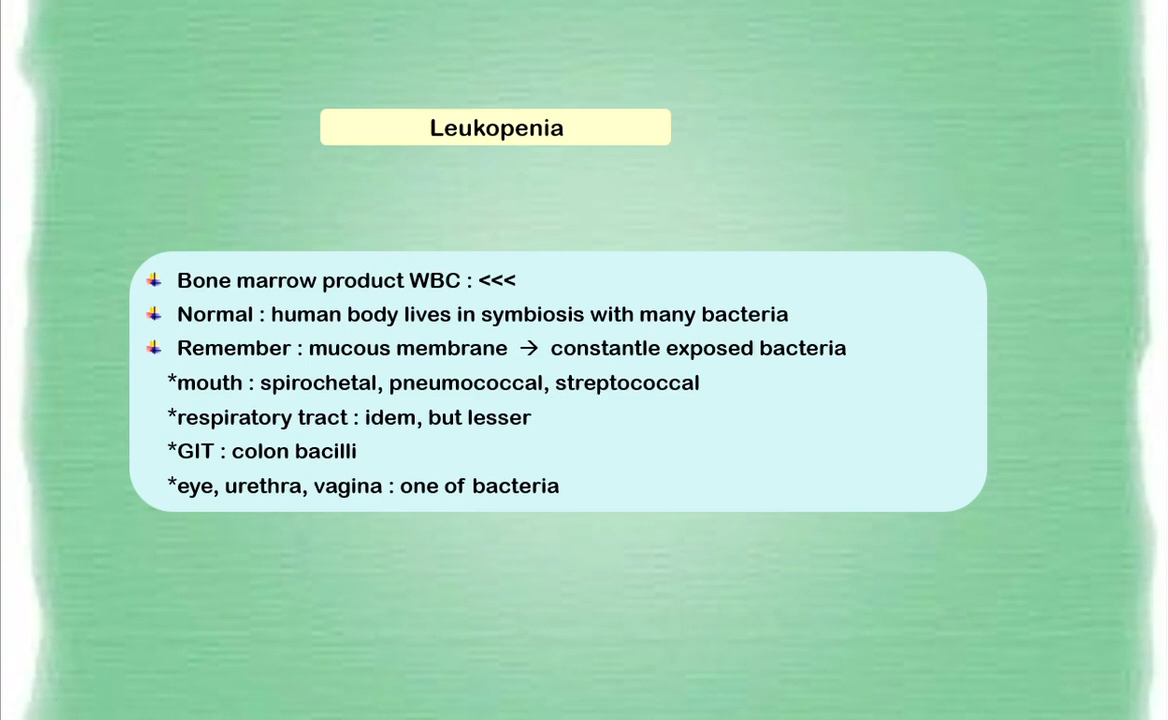 Leukopenia
Bone marrow product WBC : <<<
Normal : human body lives in symbiosis with many bacteria
Remember : mucous membrane → constantle exposed bacteria
*mouth : spirochetal, pneumococcal, streptococcal
*respiratory tract : idem, but lesser
*GIT : colon bacilli
*eye, urethra, vagina : one of bacteria